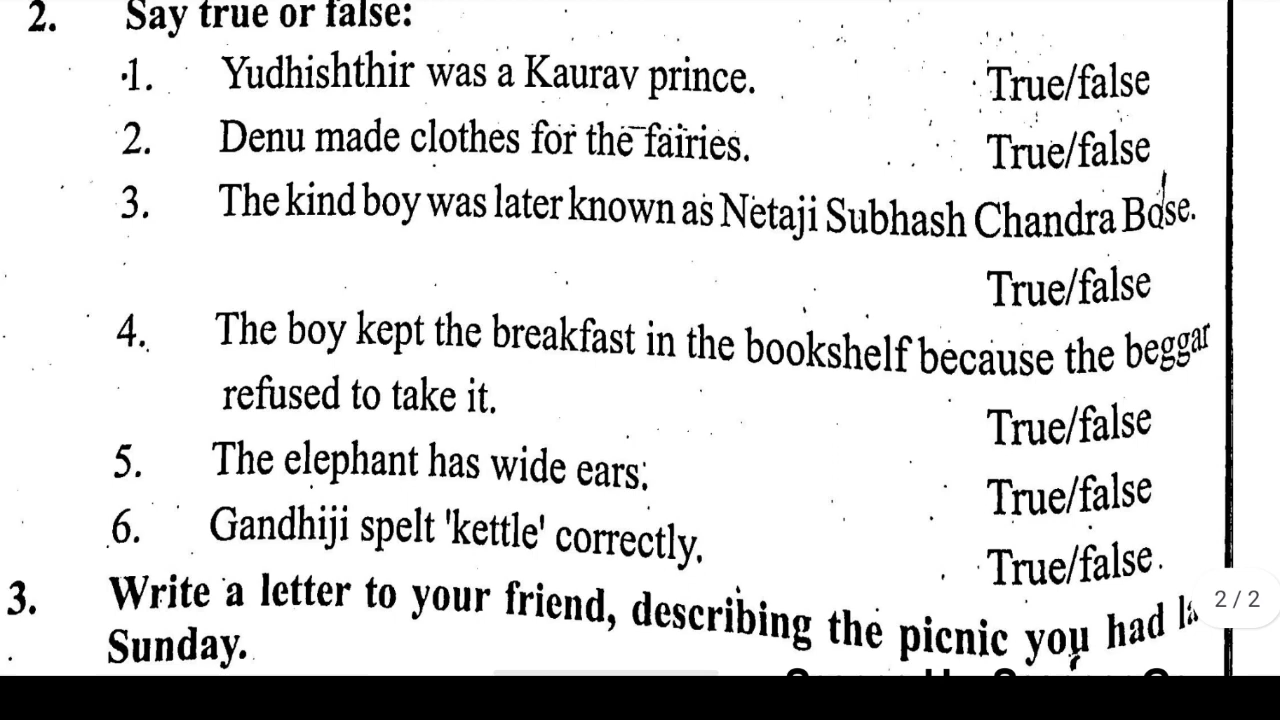 2. Say true or false:
1. Yudhishthir was a Kaurav prince. True/false
2. Denu made clothes for the fairies. True/false
3. The kind boy was later known as Netaji Subhash Chandra Bose.
True/false
4. The boy kept the breakfast in the bookshelf because the beggar
refused to take it. True/false
5. The elephant has wide ears. True/false
6. Gandhiji spelt 'kettle' correctly. True/false.
3. Write a letter to your friend, describing the picnic you had
2 / 2
Sunday.